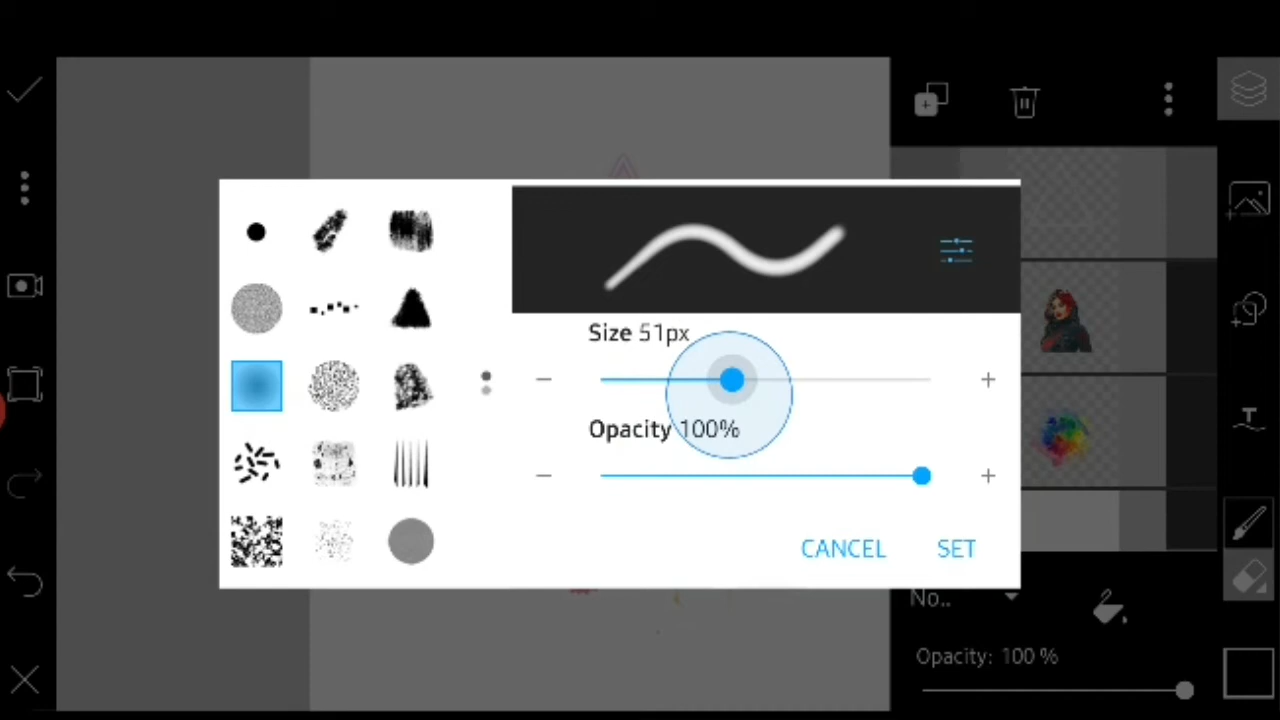 Size 51px
Opacity 100%
CANCEL SET
No..
Opacity: 100 %